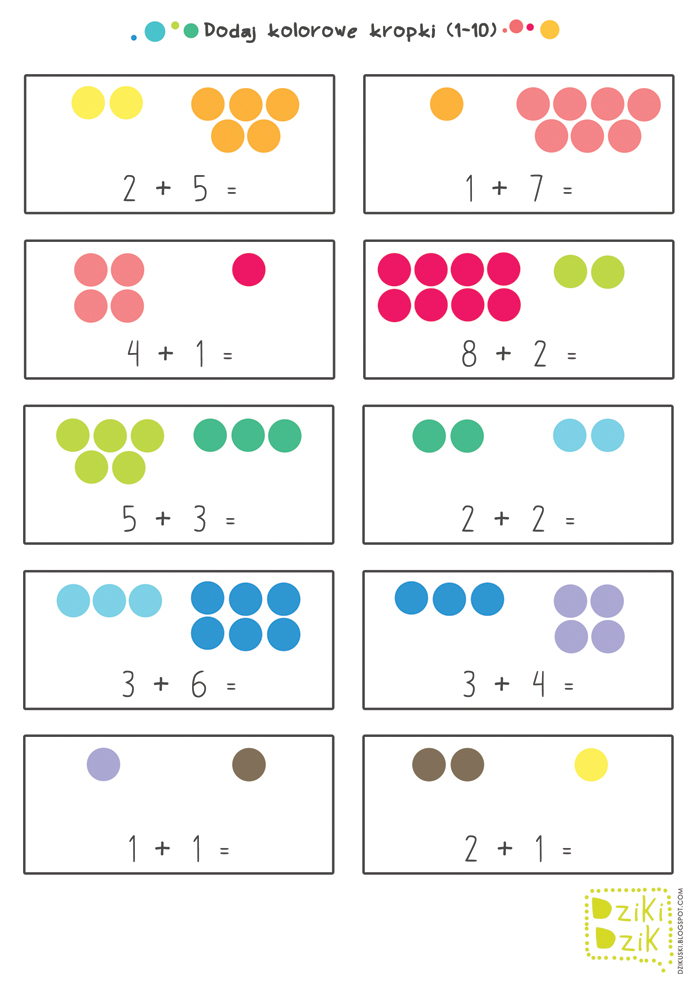 Dodaj kolorowe kropki (1-10)
2 + 5 =
1 + 7 =
4 + 1 =
8 + 2 =
5 + 3 =
2 + 2 =
3 + 6 =
3 + 4 =
1 + 1 =
2 + 1 =
Dziki
Dzik
DZIKUSKI.BLOGSPOT.COM